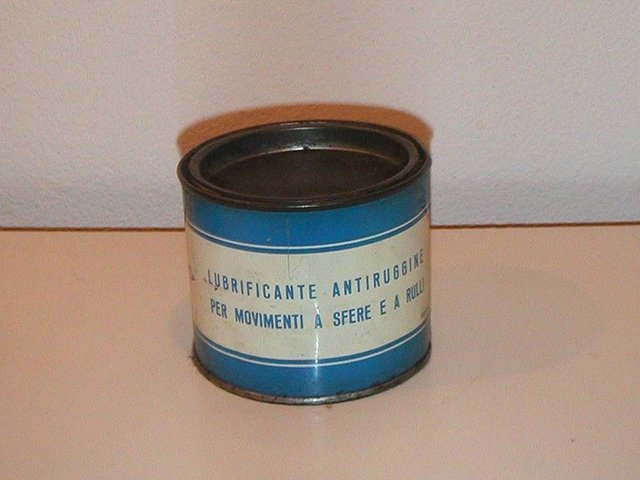 LUBRIFICANTE ANTIRUGGINE
PER MOVIMENTI A SFERE E A RULLI